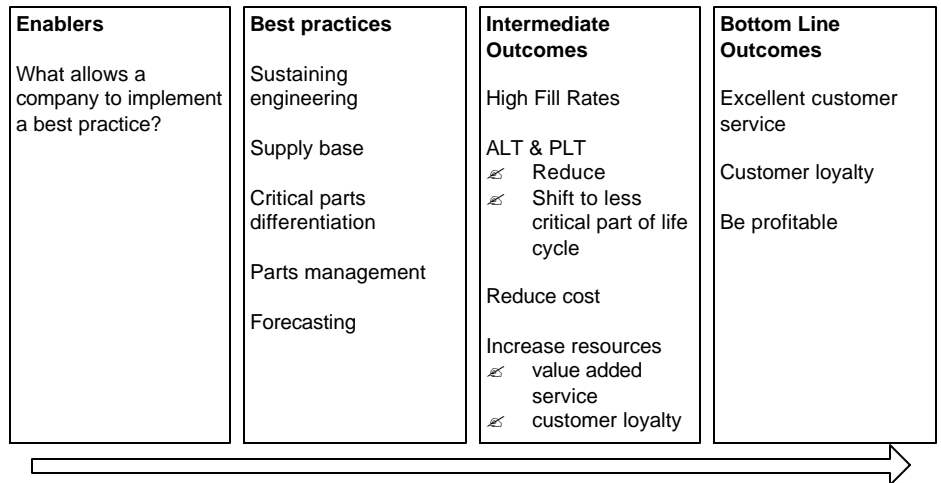 Enablers
What allows a
company to implement
a best practice?
Best practices
Sustaining
engineering
Supply base
Critical parts
differentiation
Parts management
Forecasting
Intermediate
Outcomes
High Fill Rates
ALT & PLT
Reduce
Shift to less
critical part of life
cycle
Reduce cost
Increase resources
value added
service
customer loyalty
Bottom Line
Outcomes
Excellent customer
service
Customer loyalty
Be profitable